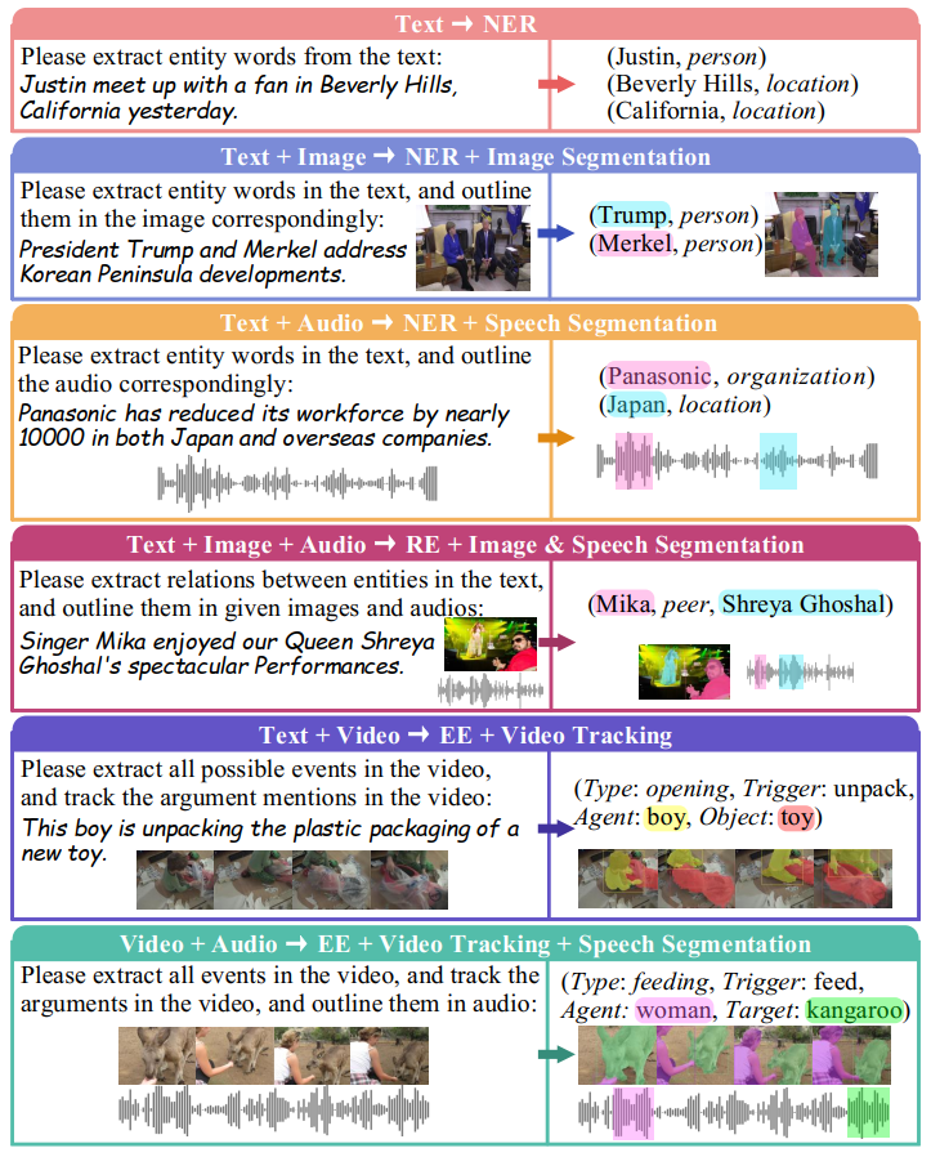 Text → NER
Please extract entity words from the text:
Justin meet up with a fan in Beverly Hills,
California yesterday.
(Justin, person)
(Beverly Hills, location)
(California, location)
Text + Image → NER + Image Segmentation
Please extract entity words in the text, and outline
them in the image correspondingly:
President Trump and Merkel address
Korean Peninsula developments.
(Trump, person)
(Merkel, person)
Text + Audio → NER + Speech Segmentation
Please extract entity words in the text, and outline
the audio correspondingly:
Panasonic has reduced its workforce by nearly
10000 in both Japan and overseas companies.
(Panasonic, organization)
(Japan, location)
Text + Image + Audio → RE + Image & Speech Segmentation
Please extract relations between entities in the text,
and outline them in given images and audios:
Singer Mika enjoyed our Queen Shreya
Ghoshal's spectacular Performances.
(Mika, peer, Shreya Ghoshal)
Text + Video → EE + Video Tracking
Please extract all possible events in the video,
and track the argument mentions in the video:
This boy is unpacking the plastic packaging of a
new toy.
(Type: opening, Trigger: unpack,
Agent: boy, Object: toy)
Video + Audio → EE + Video Tracking + Speech Segmentation
Please extract all events in the video, and track the
arguments in the video, and outline them in audio:
(Type: feeding, Trigger: feed,
Agent: woman, Target: kangaroo)